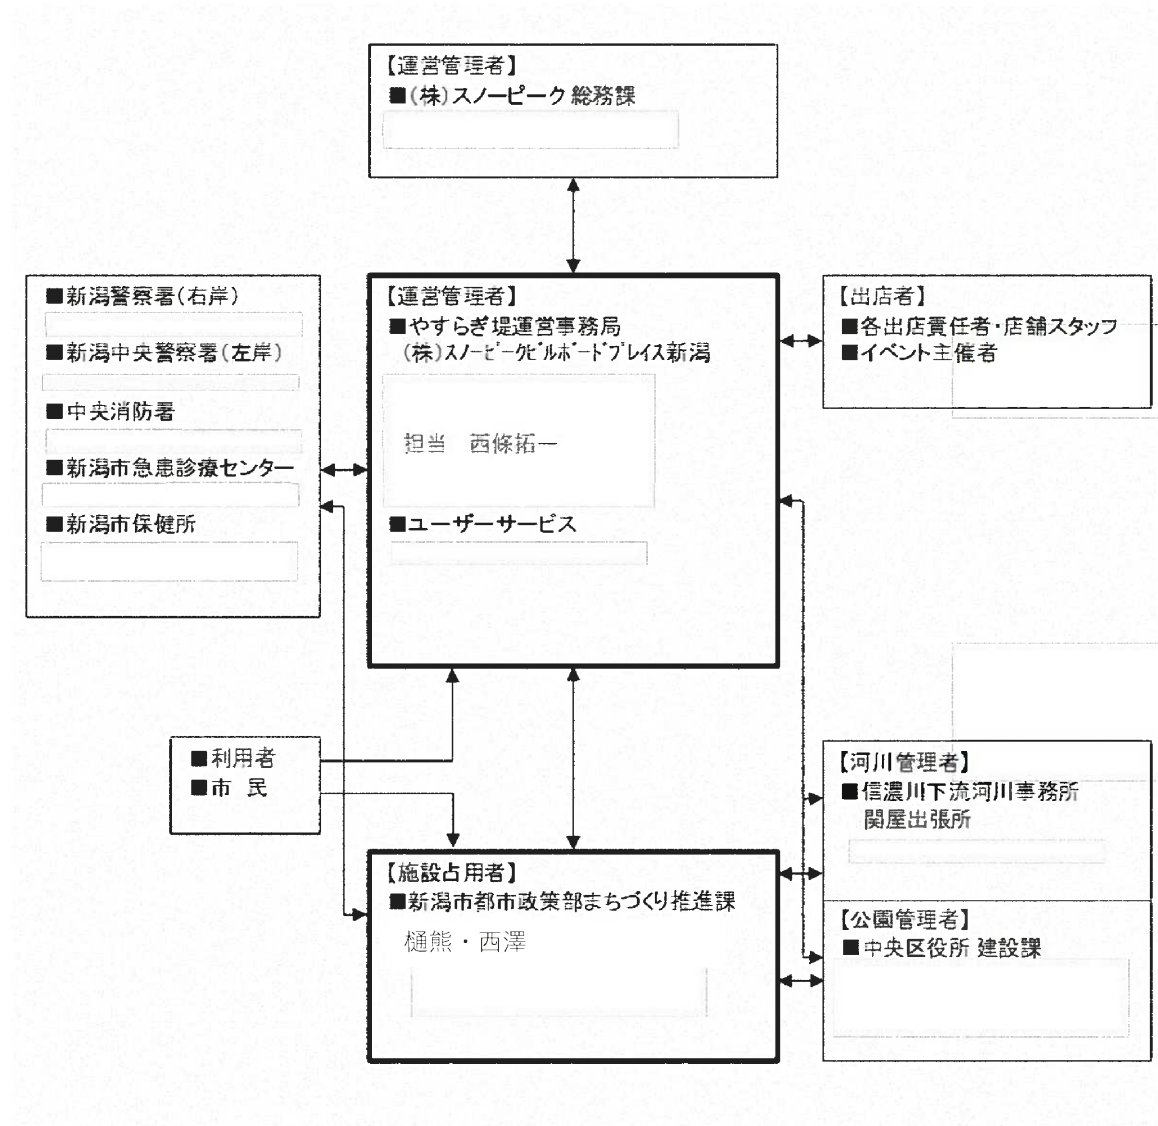 【運営管理者】
■(株)スノーピーク 総務課
■新潟警察署(右岸)
■新潟中央警察署(左岸)
■中央消防署
■新潟市急患診療センター
■新潟市保健所
【運営管理者】
■やすらぎ堤運営事務局
(株)スノーピークビルボードプレイス新潟
担当　西條拓一
■ユーザーサービス
【出店者】
■各出店責任者・店舗スタッフ
■イベント主催者
■利用者
■市 民
【施設占用者】
■新潟市都市政策部まちづくり推進課
樋熊・西澤
【河川管理者】
■信濃川下流河川事務所
関屋出張所
【公園管理者】
■中央区役所 建設課